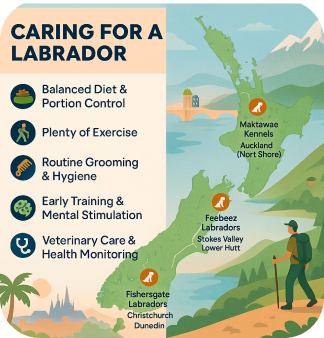 CARING FOR A
LABRADOR
Balanced Diet &
Portion Control
Plenty of Exercise
Routine Grooming
& Hygiene
Early Training &
Mental Stimulation
Veterinary Care &
Health Monitoring
Maktawae
Kennels
Auckland
(Nort Shore)
Feebeez
Labradors
Stokes Valley
Lower Hutt
Fishersgate
Labradors
Christchurch
Dunedin